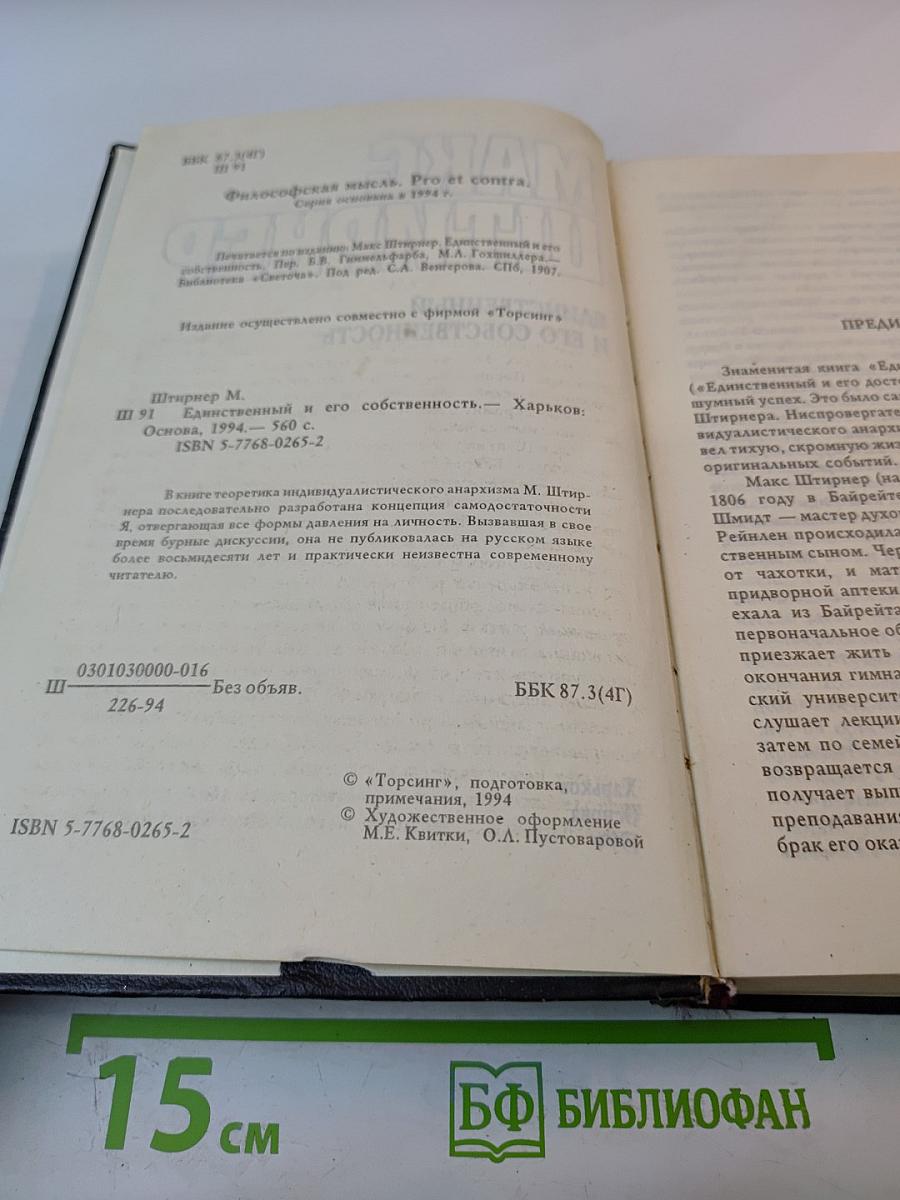 ББК 87.3(4Г)
Ш 91
Философская мысль. Pro et contra.
Серия основана в 1994 г.
Печатается по изданию: Макс Штирнер. Единственный и его
собственность. Пер. Б.В. Гиммельфарба, М.Л. Гохшиллера.—
Библиотека «Светоча». Под ред. С.А. Венгерова. СПб, 1907.
Издание осуществлено совместно с фирмой «Торсинг»
Штирнер М.
Ш 91 Единственный и его собственность.— Харьков:
Основа, 1994.— 560 с.
ISBN 5-7768-0265-2
В книге теоретика индивидуалистического анархизма М. Штир-
нера последовательно разработана концепция самодостаточности
Я, отвергающая все формы давления на личность. Вызвавшая в свое
время бурные дискуссии, она не публиковалась на русском языке
более восьмидесяти лет и практически неизвестна современному
читателю.
0301030000-016
Ш Без объяв.
226-94
ББК 87.3(4Г)
© «Торсинг», подготовка,
примечания, 1994
© Художественное оформление
М.Е. Квитки, О.Л. Пустоваровой
ISBN 5-7768-0265-2
ПРЕДИ
Знаменитая книга «Еди
(«Единственный и его дост
шумный успех. Это было са
Штирнера. Ниспровергате
видуалистического анархи
вел тихую, скромную жиз
оригинальных событий.
Макс Штирнер (на
1806 году в Байрейте
Шмидт — мастер духо
Рейнлен происходила
ственным сыном. Чер
от чахотки, и мат
придворной аптеки
ехала из Байрейта
первоначальное об
приезжает жить
окончания гимна
ский университ
слушает лекции
затем по семей
возвращается
получает вып
преподавани
брак его ока
15 см
БФ БИБЛИОФАН